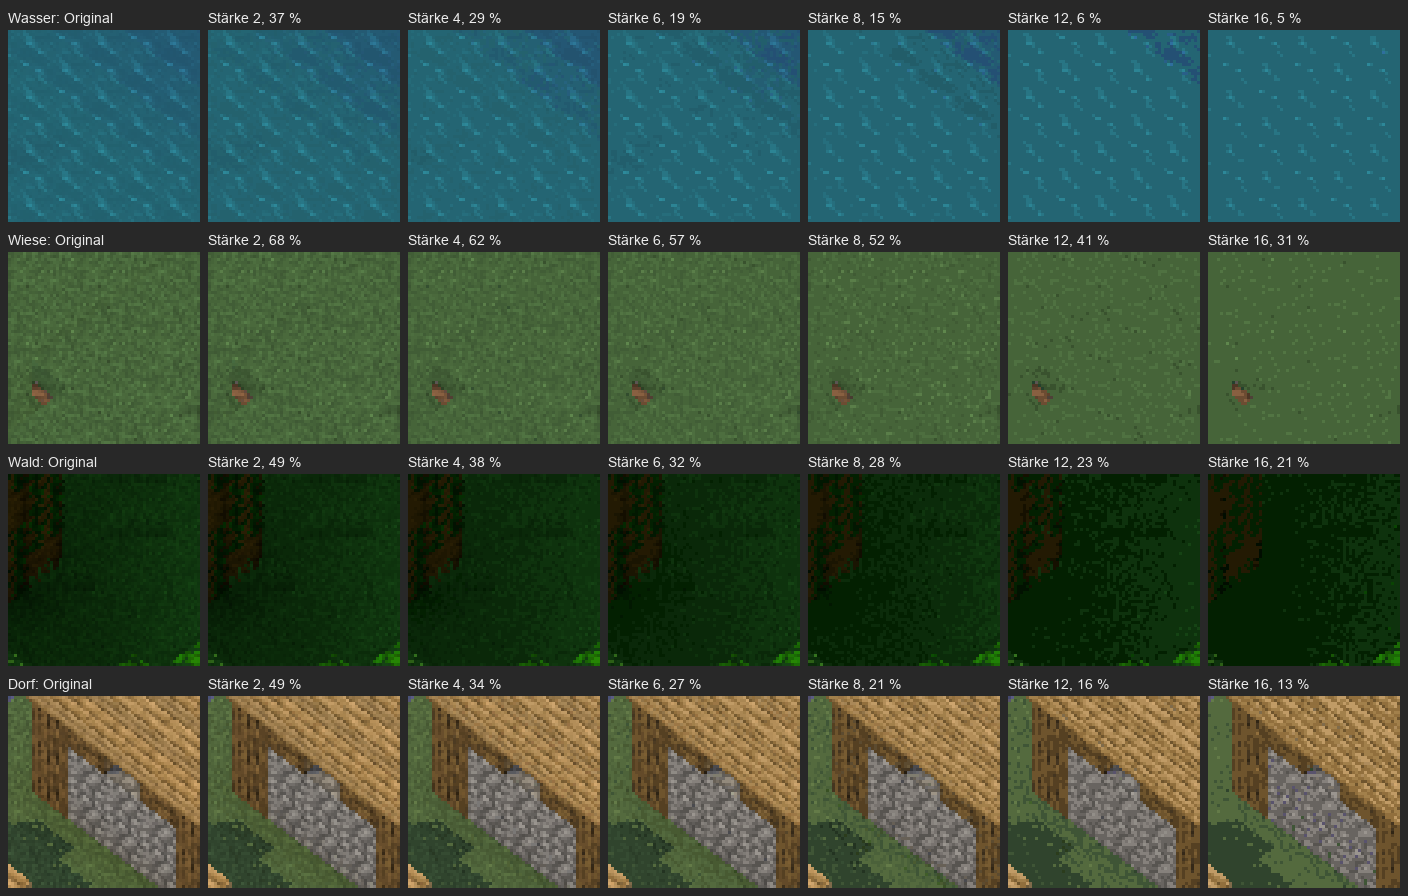 Wasser: Original Stärke 2, 37 % Stärke 4, 29 % Stärke 6, 19 % Stärke 8, 15 % Stärke 12, 6 % Stärke 16, 5 %
Wiese: Original Stärke 2, 68 % Stärke 4, 62 % Stärke 6, 57 % Stärke 8, 52 % Stärke 12, 41 % Stärke 16, 31 %
Wald: Original Stärke 2, 49 % Stärke 4, 38 % Stärke 6, 32 % Stärke 8, 28 % Stärke 12, 23 % Stärke 16, 21 %
Dorf: Original Stärke 2, 49 % Stärke 4, 34 % Stärke 6, 27 % Stärke 8, 21 % Stärke 12, 16 % Stärke 16, 13 %